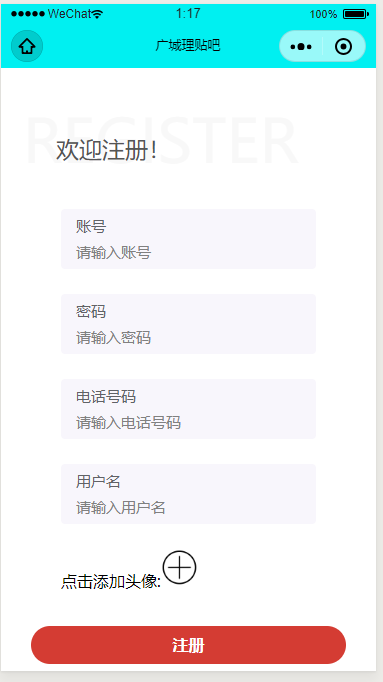 WeChat 1:17 100%
广城理贴吧
REGISTER
欢迎注册！
账号
请输入账号
密码
请输入密码
电话号码
请输入电话号码
用户名
请输入用户名
点击添加头像:
注册